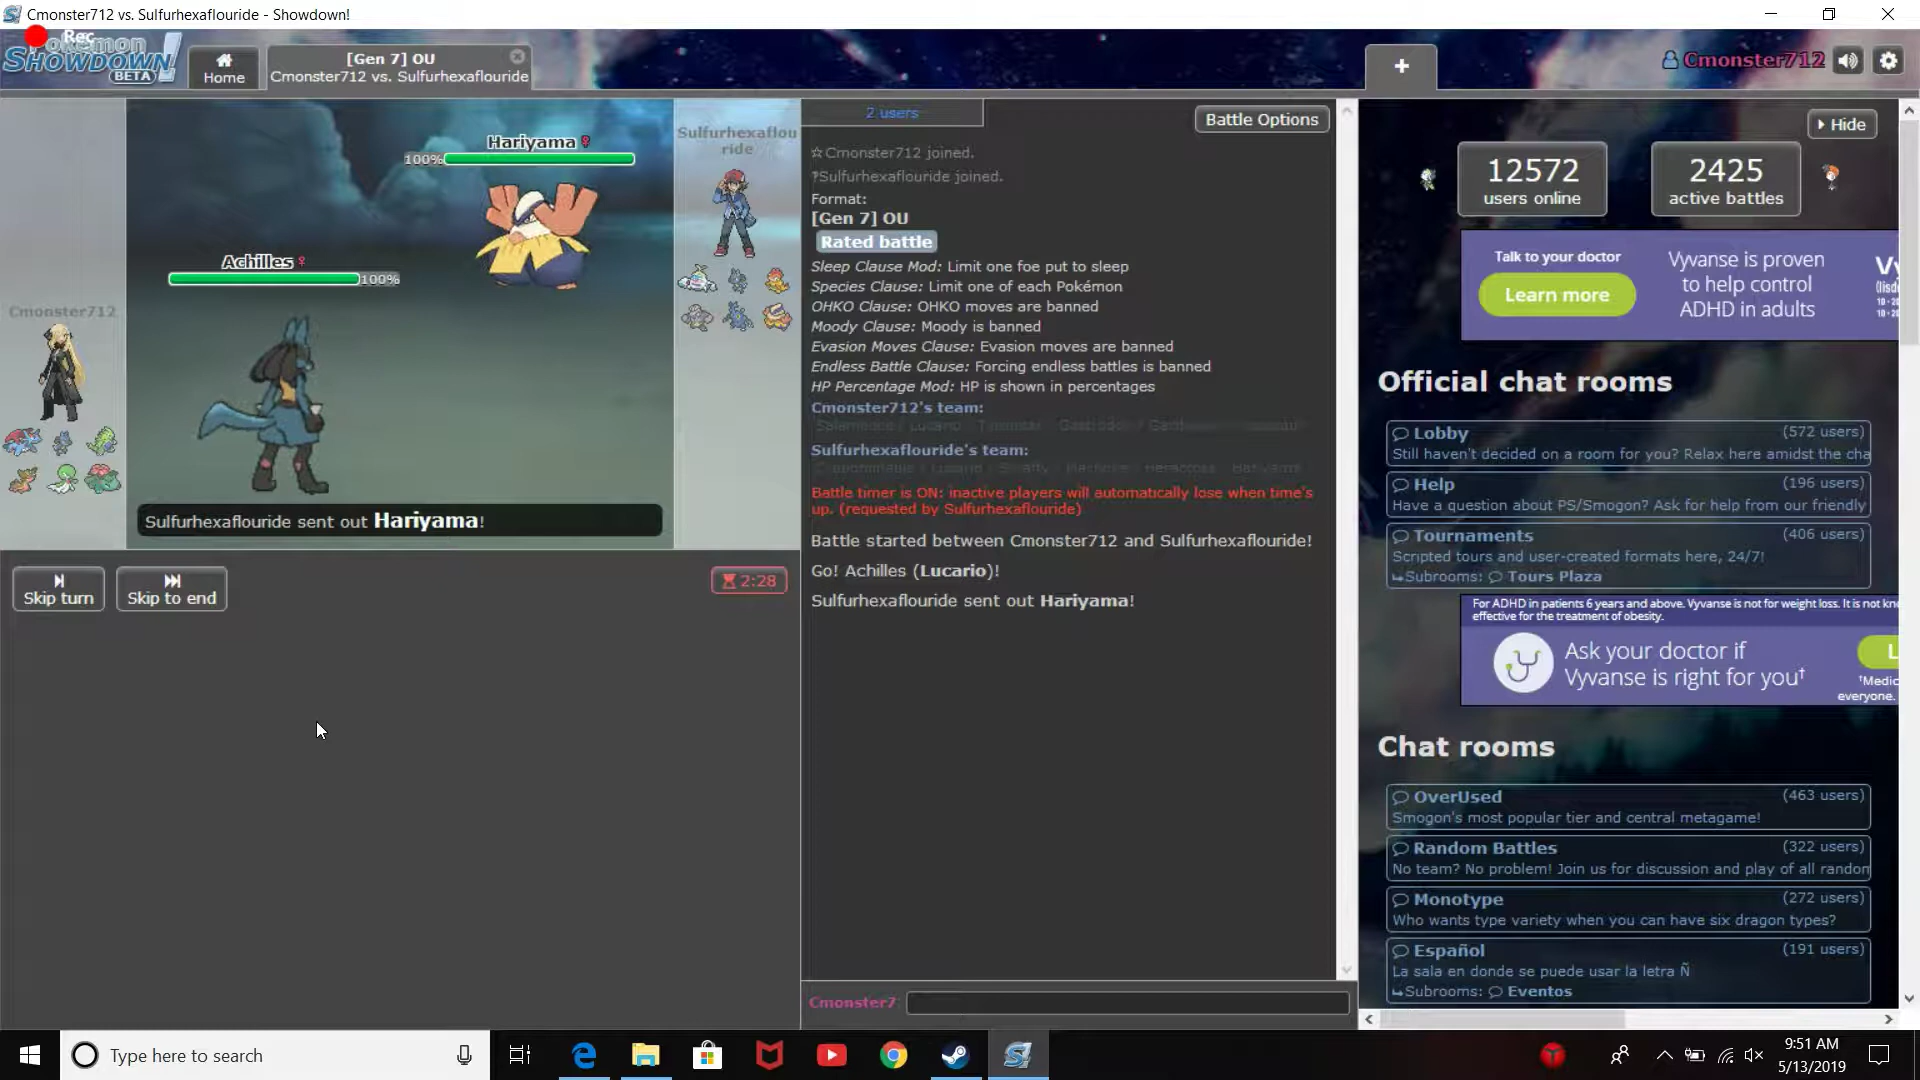 Cmonster712 vs. Sulfurhexaflouride - Showdown!
Rec
Pokémon
SHOWDOWN!
BETA
Home
[Gen 7] OU
Cmonster712 vs. Sulfurhexaflouride
+
Cmonster712
Hariyama
100%
Achilles
100%
Sulfurhexaflou
ride
Cmonster712
Sulfurhexaflouride sent out Hariyama!
Skip turn
Skip to end
2:28
2 users
Battle Options
☆Cmonster712 joined.
‽Sulfurhexaflouride joined.
Format:
[Gen 7] OU
Rated battle
Sleep Clause Mod: Limit one foe put to sleep
Species Clause: Limit one of each Pokémon
OHKO Clause: OHKO moves are banned
Moody Clause: Moody is banned
Evasion Moves Clause: Evasion moves are banned
Endless Battle Clause: Forcing endless battles is banned
HP Percentage Mod: HP is shown in percentages
Cmonster712's team:
Sulfurhexaflouride's team:
Battle timer is ON: inactive players will automatically lose when time's
up. (requested by Sulfurhexaflouride)
Battle started between Cmonster712 and Sulfurhexaflouride!
Go! Achilles (Lucario)!
Sulfurhexaflouride sent out Hariyama!
Cmonster7
Hide
12572
users online
2425
active battles
Talk to your doctor
Learn more
Vyvanse is proven
to help control
ADHD in adults
Official chat rooms
Lobby (572 users)
Still haven't decided on a room for you? Relax here amidst the cha
Help (196 users)
Have a question about PS/Smogon? Ask for help from our friendly
Tournaments (406 users)
Scripted tours and user-created formats here, 24/7!
↳Subrooms: Tours Plaza
For ADHD in patients 6 years and above. Vyvanse is not for weight loss. It is not kn
effective for the treatment of obesity.
Ask your doctor if
Vyvanse is right for you†
†Medic
everyone.
Chat rooms
OverUsed (463 users)
Smogon's most popular tier and central metagame!
Random Battles (322 users)
No team? No problem! Join us for discussion and play of all random
Monotype (272 users)
Who wants type variety when you can have six dragon types?
Español (191 users)
La sala en donde se puede usar la letra Ñ
↳Subrooms: Eventos
Type here to search
9:51 AM
5/13/2019